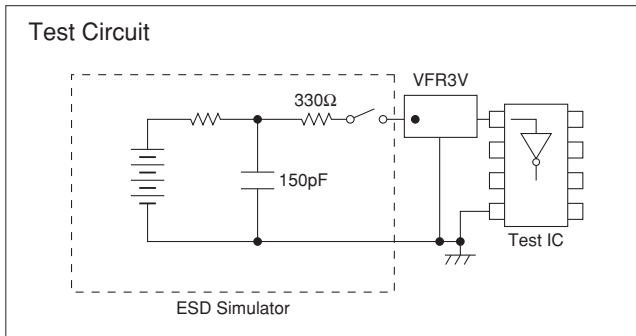 Test Circuit
VFR3V
330Ω
150pF
Test IC
ESD Simulator